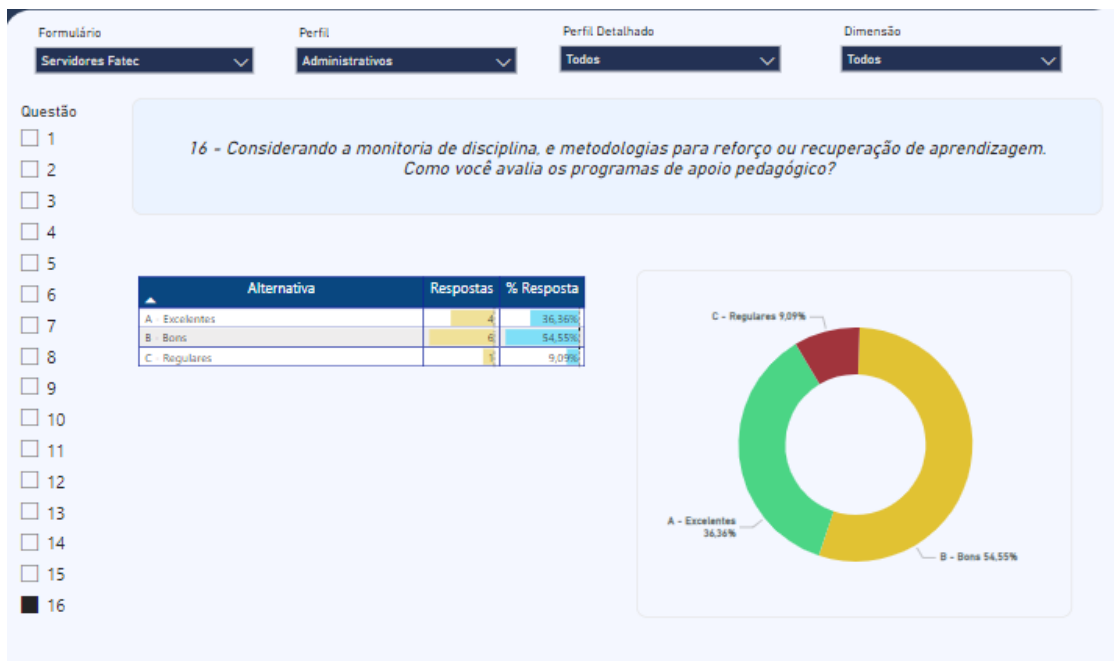 Formulário
Perfil
Perfil Detalhado
Dimensão
Servidores Fatec
Administrativos
Todos
Todos
Questão
1
2
3
4
5
6
7
8
9
10
11
12
13
14
15
16
16 - Considerando a monitoria de disciplina, e metodologias para reforço ou recuperação de aprendizagem.
Como você avalia os programas de apoio pedagógico?
Alternativa Respostas % Resposta
A - Excelentes 4 36,36%
B - Bons 6 54,55%
C - Regulares 1 9,09%
C - Regulares 9,09%
A - Excelentes
36,36%
B - Bons 54,55%